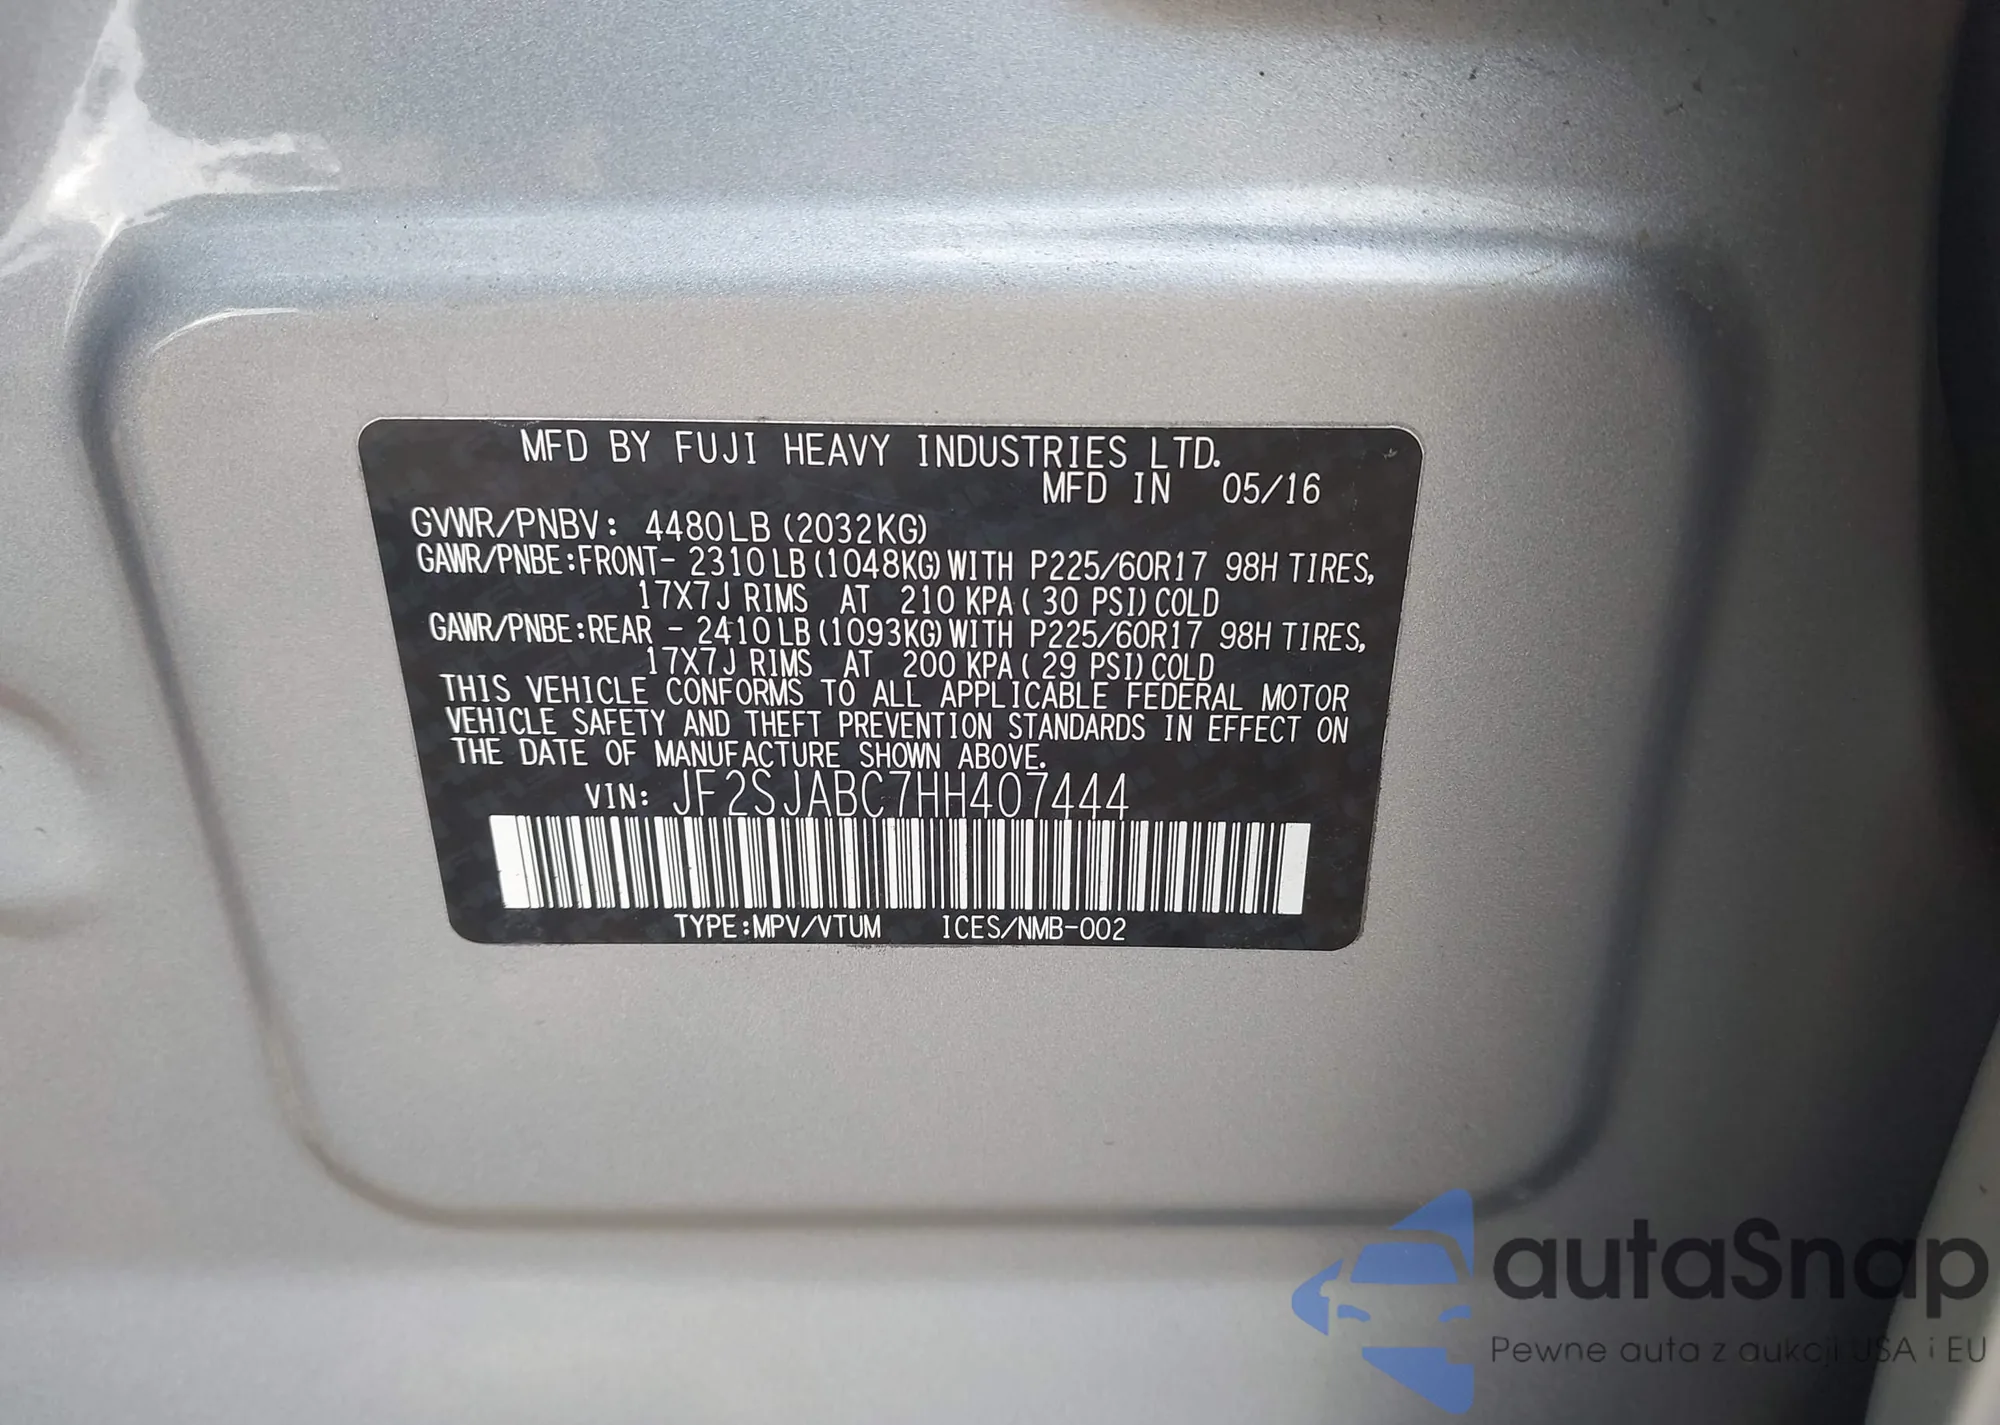 MFD BY FUJI HEAVY INDUSTRIES LTD.
MFD IN 05/16
GVWR/PNBV: 4480LB (2032KG)
GAWR/PNBE:FRONT- 2310LB (1048KG) WITH P225/60R17 98H TIRES,
17X7J RIMS AT 210 KPA ( 30 PSI) COLD
GAWR/PNBE:REAR - 2410LB (1093KG) WITH P225/60R17 98H TIRES,
17X7J RIMS AT 200 KPA ( 29 PSI) COLD
THIS VEHICLE CONFORMS TO ALL APPLICABLE FEDERAL MOTOR
VEHICLE SAFETY AND THEFT PREVENTION STANDARDS IN EFFECT ON
THE DATE OF MANUFACTURE SHOWN ABOVE.
VIN: JF2SJABC7HH407444
TYPE:MPV/VTUM ICES/NMB-002
autaSnap
Pewne auta z aukcji USA i EU